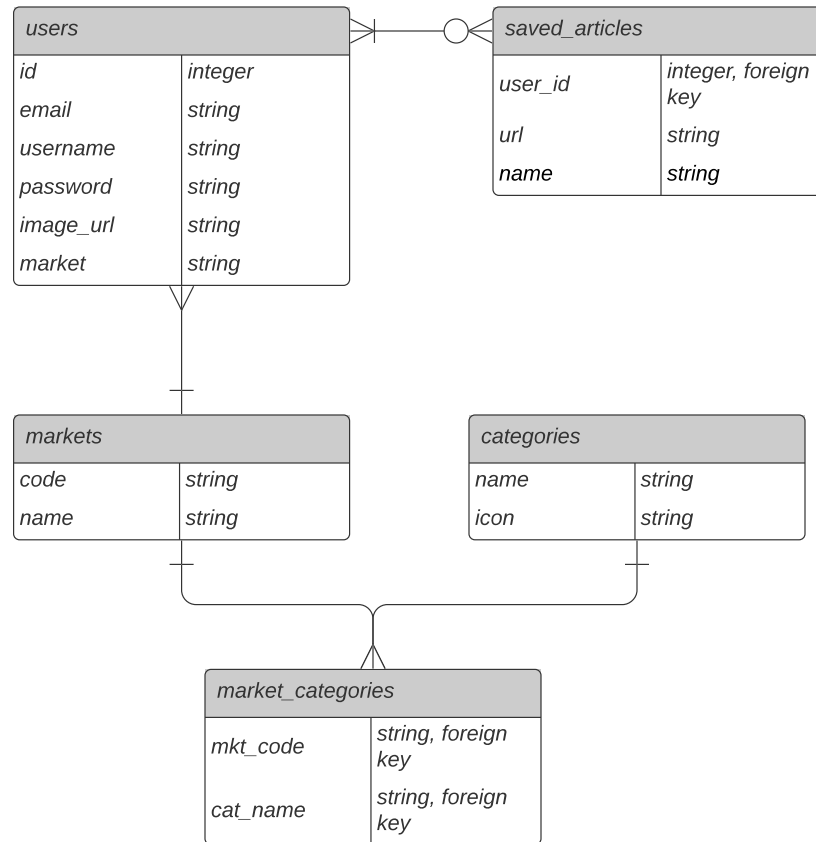 users
id integer
email string
username string
password string
image_url string
market string
saved_articles
user_id integer, foreign
key
url string
name string
markets
code string
name string
categories
name string
icon string
market_categories
mkt_code string, foreign
key
cat_name string, foreign
key